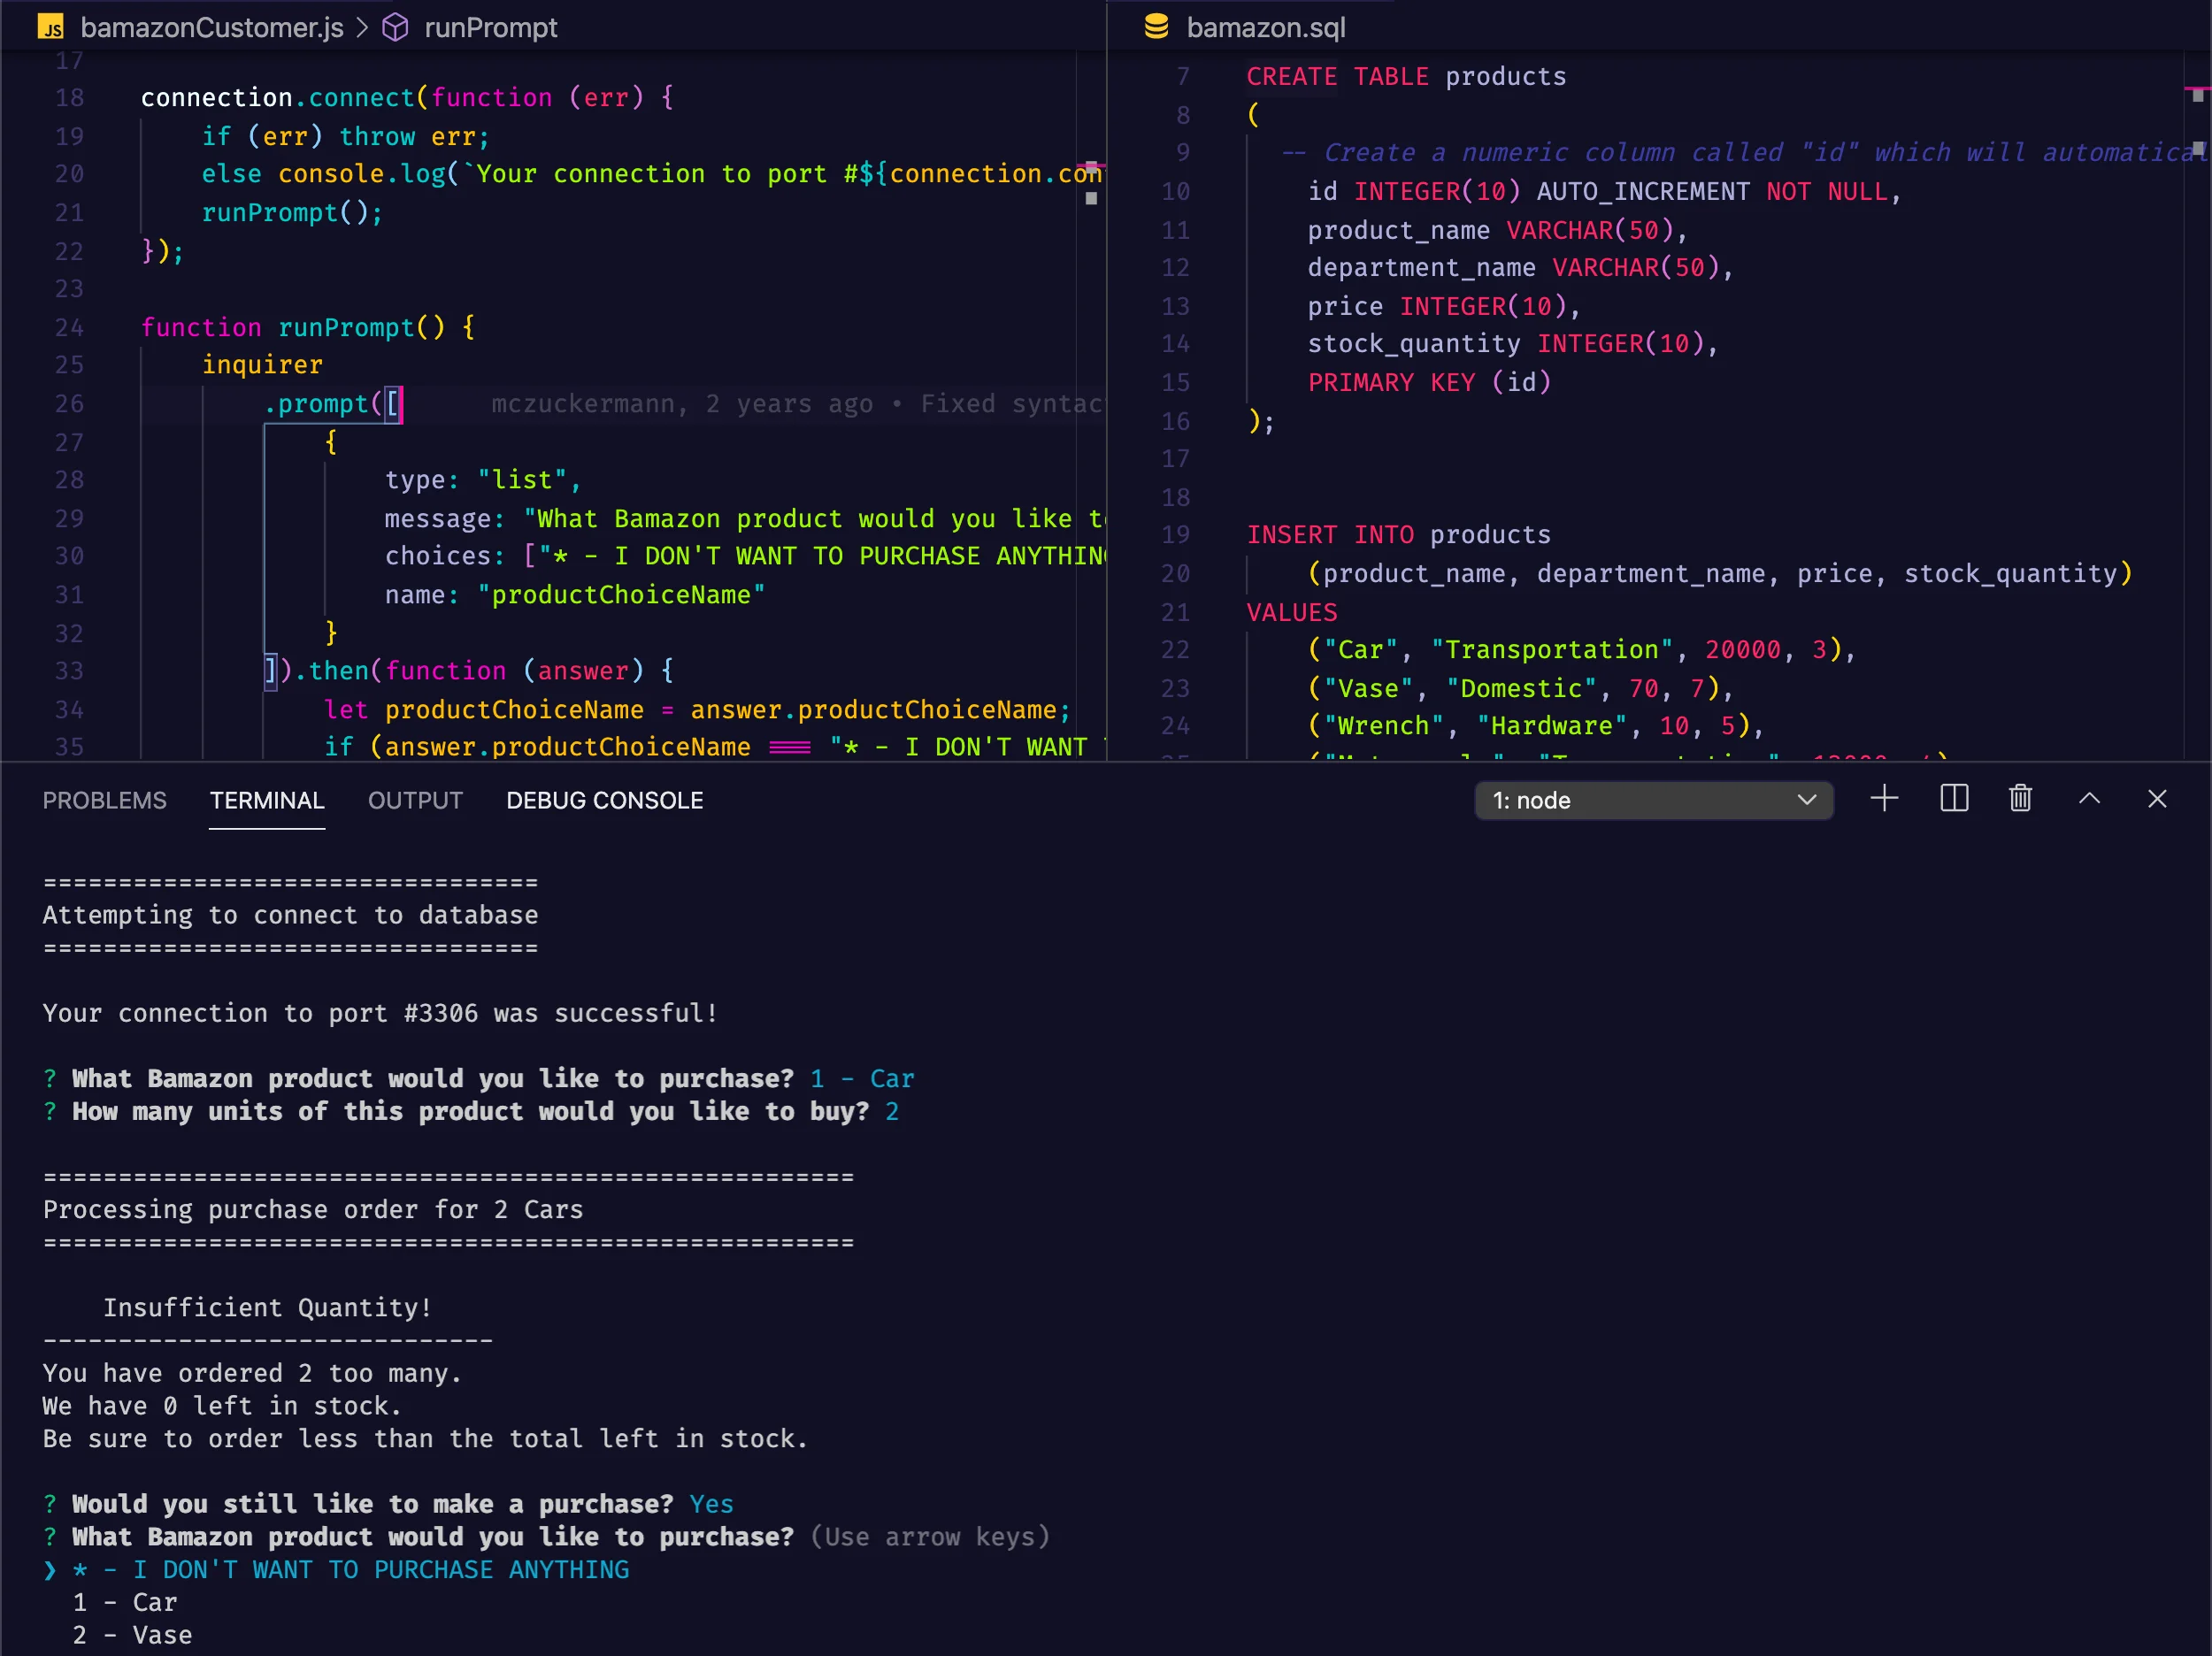 JS bamazonCustomer.js > runPrompt
17
18 connection.connect(function (err) {
19 if (err) throw err;
20 else console.log(`Your connection to port #${connection.con
21 runPrompt();
22 });
23
24 function runPrompt() {
25 inquirer
26 .prompt([ mczuckermann, 2 years ago • Fixed syntac
27 {
28 type: "list",
29 message: "What Bamazon product would you like t
30 choices: ["* - I DON'T WANT TO PURCHASE ANYTHING
31 name: "productChoiceName"
32 }
33 ]).then(function (answer) {
34 let productChoiceName = answer.productChoiceName;
35 if (answer.productChoiceName === "* - I DON'T WANT
bamazon.sql
7 CREATE TABLE products
8 (
9 -- Create a numeric column called "id" which will automatical
10 id INTEGER(10) AUTO_INCREMENT NOT NULL,
11 product_name VARCHAR(50),
12 department_name VARCHAR(50),
13 price INTEGER(10),
14 stock_quantity INTEGER(10),
15 PRIMARY KEY (id)
16 );
17
18
19 INSERT INTO products
20 (product_name, department_name, price, stock_quantity)
21 VALUES
22 ("Car", "Transportation", 20000, 3),
23 ("Vase", "Domestic", 70, 7),
24 ("Wrench", "Hardware", 10, 5),
PROBLEMS TERMINAL OUTPUT DEBUG CONSOLE 1: node
=================================
Attempting to connect to database
=================================
Your connection to port #3306 was successful!
? What Bamazon product would you like to purchase? 1 - Car
? How many units of this product would you like to buy? 2
======================================================
Processing purchase order for 2 Cars
======================================================
Insufficient Quantity!
------------------------------
You have ordered 2 too many.
We have 0 left in stock.
Be sure to order less than the total left in stock.
? Would you still like to make a purchase? Yes
? What Bamazon product would you like to purchase? (Use arrow keys)
❯ * - I DON'T WANT TO PURCHASE ANYTHING
1 - Car
2 - Vase